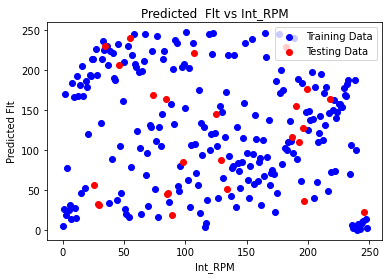 Predicted  Flt vs Int_RPM
Training Data
Testing Data
250
200
150
100
50
0
Predicted Flt
0 50 100 150 200 250
Int_RPM